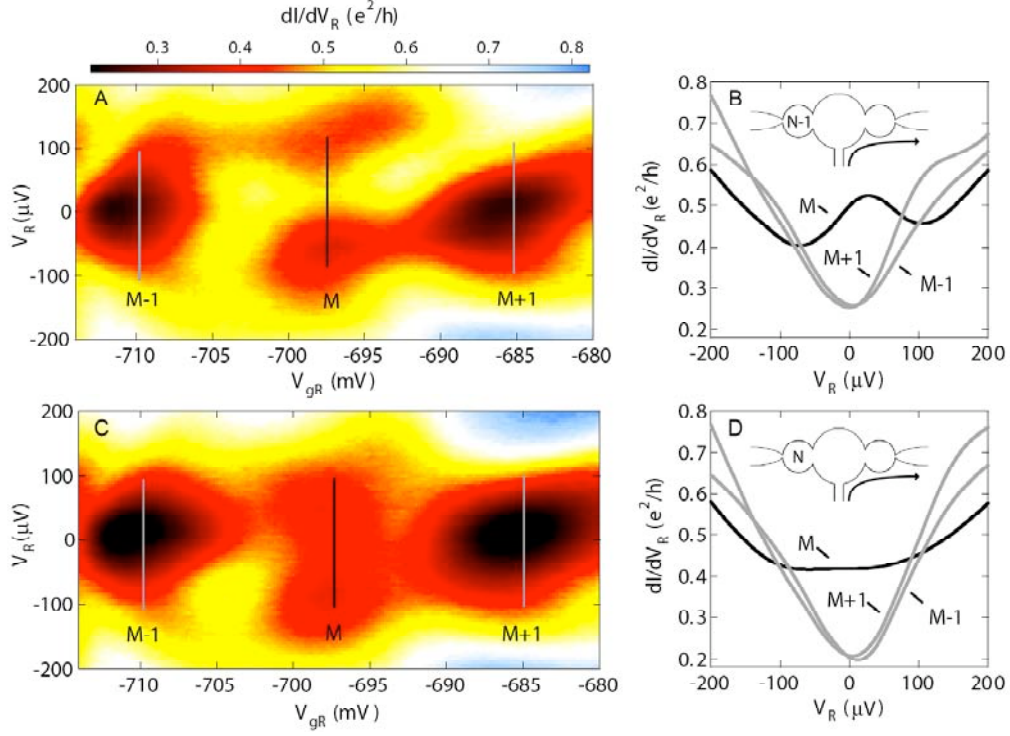 dI/dV_R (e²/h)
0.3 0.4 0.5 0.6 0.7 0.8
A
200
100
0
-100
-200
V_R (μV)
M-1 M M+1
-710 -705 -700 -695 -690 -685 -680
V_gR (mV)
B
0.8
0.7
0.6
0.5
0.4
0.3
0.2
dI/dV_R (e²/h)
N-1
M
M+1
M-1
-200 -100 0 100 200
V_R (μV)
C
200
100
0
-100
-200
V_R (μV)
M-1 M M+1
-710 -705 -700 -695 -690 -685 -680
V_gR (mV)
D
0.8
0.7
0.6
0.5
0.4
0.3
0.2
dI/dV_R (e²/h)
N
M
M+1
M-1
-200 -100 0 100 200
V_R (μV)